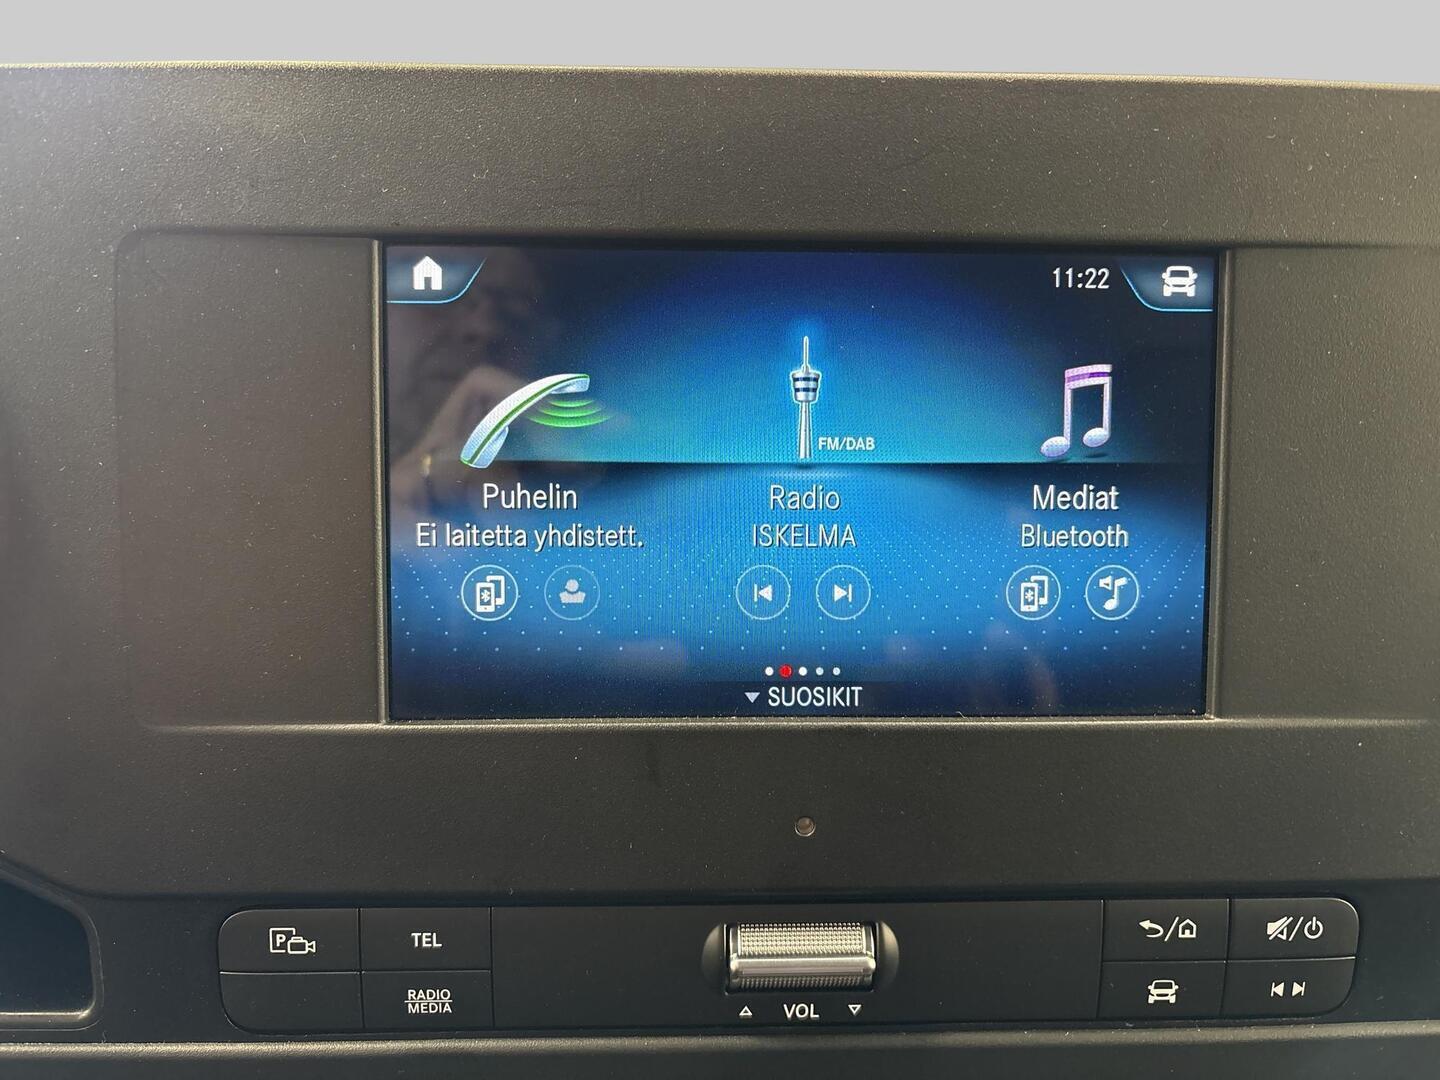 11:22
FM/DAB
Puhelin
Ei laitetta yhdistett.
Radio
ISKELMA
Mediat
Bluetooth
SUOSIKIT
P
TEL
RADIO
MEDIA
VOL